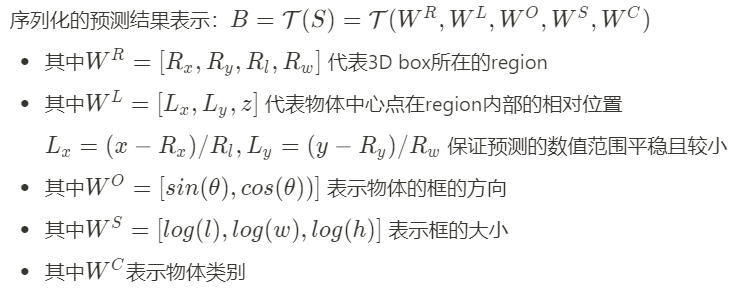 序列化的预测结果表示：$B = \mathcal{T}(S) = \mathcal{T}(W^R, W^L, W^O, W^S, W^C)$
• 其中$W^R = [R_x, R_y, R_l, R_w]$ 代表3D box所在的region
• 其中$W^L = [L_x, L_y, z]$ 代表物体中心点在region内部的相对位置
$L_x = (x - R_x)/R_l, L_y = (y - R_y)/R_w$ 保证预测的数值范围平稳且较小
• 其中$W^O = [sin(\theta), cos(\theta))]$ 表示物体的框的方向
• 其中$W^S = [log(l), log(w), log(h)]$ 表示框的大小
• 其中$W^C$表示物体类别